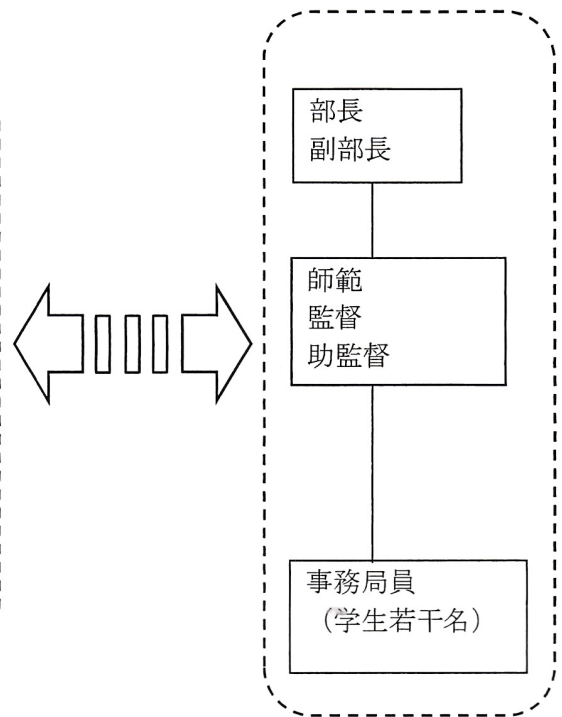 部長
副部長
師範
監督
助監督
事務局員
（学生若干名）